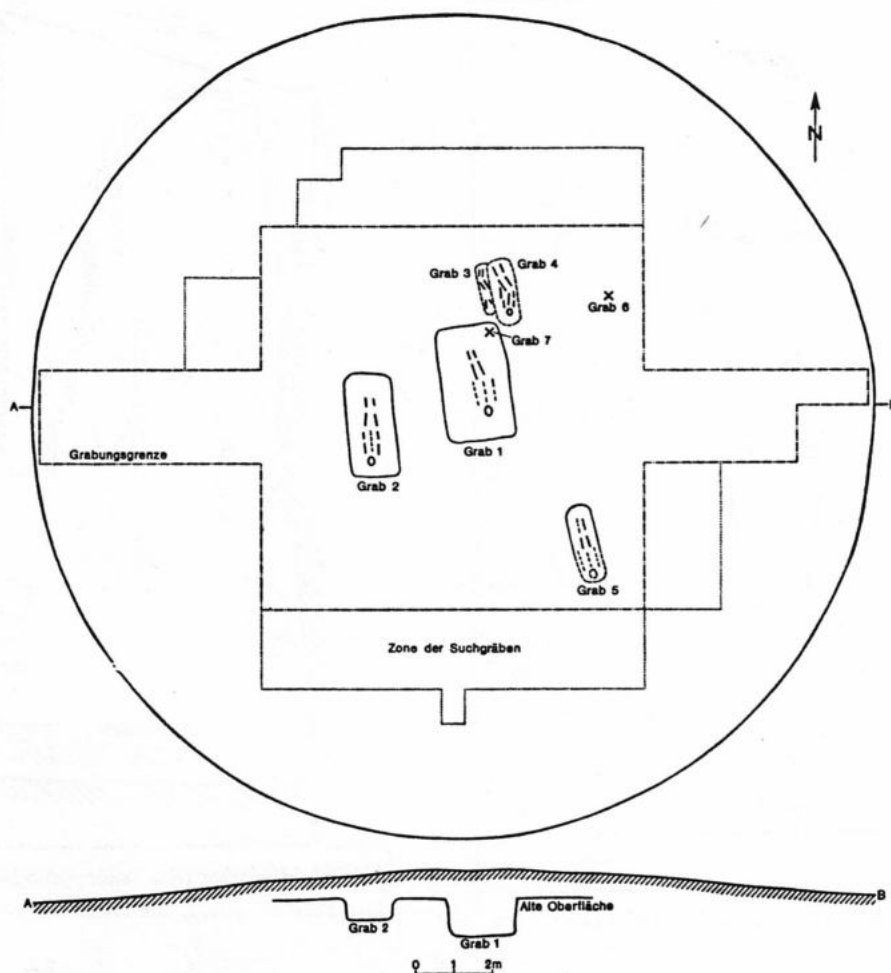 N
Grab 3
Grab 4
Grab 6
Grab 7
A
Grabungsgrenze
Grab 1
Grab 2
Grab 5
Zone der Suchgräben
A
B
Alte Oberfläche
Grab 2
Grab 1
0 1 2m